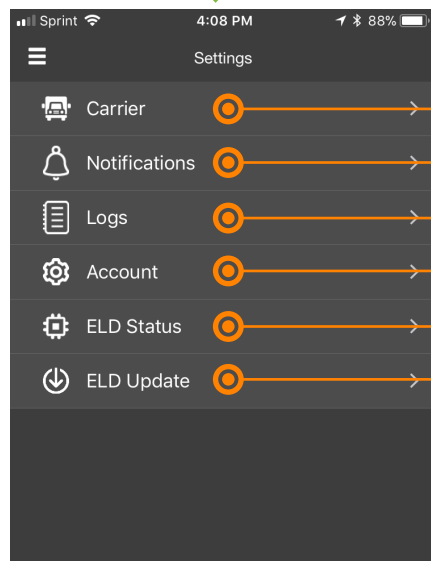 Sprint 4:08 PM 88%
Settings
Carrier
Notifications
Logs
Account
ELD Status
ELD Update